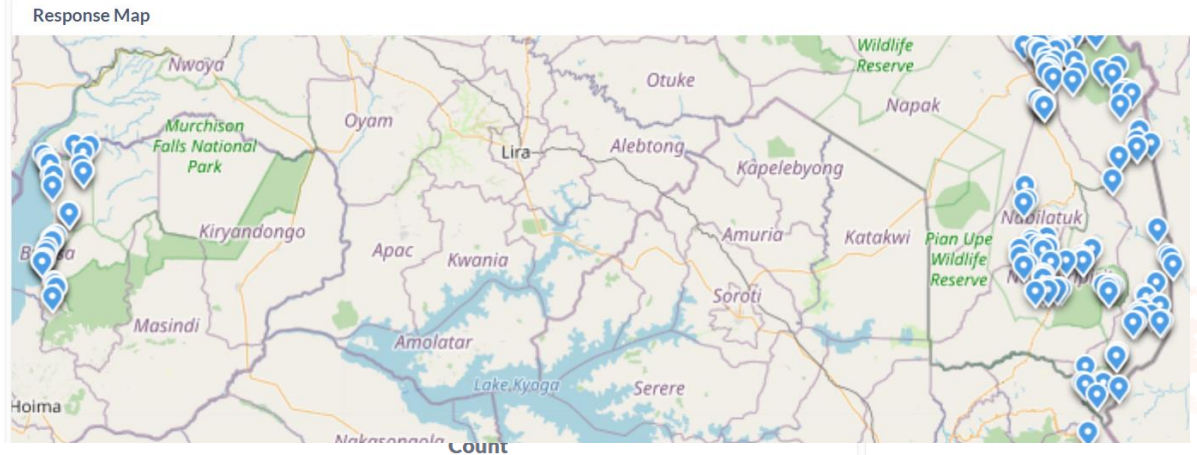 Response Map
Nwoya
Murchison
Falls National
Park
Oyam
Lira
Otuke
Wildlife
Reserve
Napak
Alebtong
Kapelebyong
Kiryandongo
Apac
Kwania
Amuria
Katakwi
Pian Upe
Wildlife
Reserve
Nabilatuk
Soroti
Masindi
Amolatar
Lake Kyoga
Serere
Hoima
Nakasongola
Count